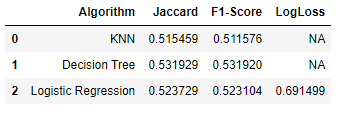 Algorithm Jaccard F1-Score LogLoss
0 KNN 0.515459 0.511576 NA
1 Decision Tree 0.531929 0.531920 NA
2 Logistic Regression 0.523729 0.523104 0.691499